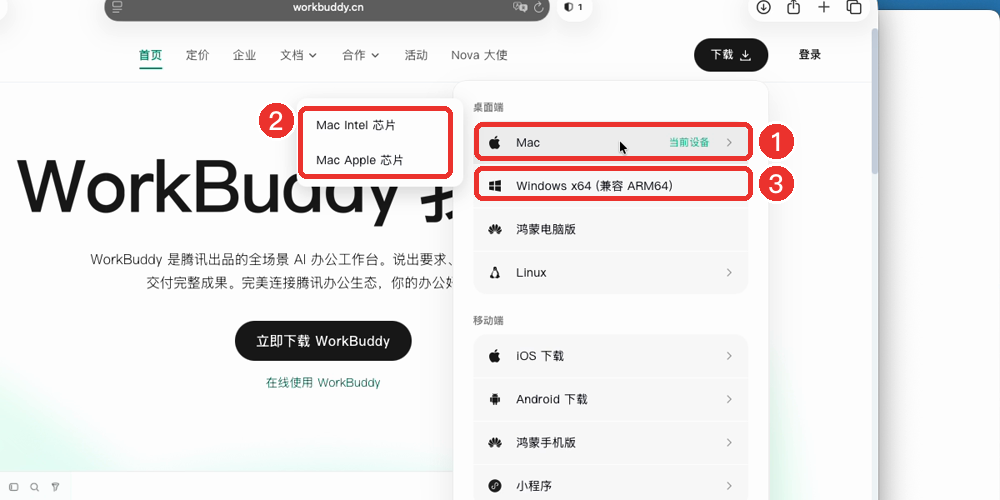 workbuddy.cn
1
首页 定价 企业 文档 合作 活动 Nova 大使 下载 登录
桌面端
2
Mac Intel 芯片
Mac Apple 芯片
Mac 当前设备
1
Windows x64 (兼容 ARM64)
3
鸿蒙电脑版
Linux
WorkBuddy
WorkBuddy 是腾讯出品的全场景 AI 办公工作台。说出要求、
交付完整成果。完美连接腾讯办公生态，你的办公
立即下载 WorkBuddy
在线使用 WorkBuddy
移动端
iOS 下载
Android 下载
鸿蒙手机版
小程序